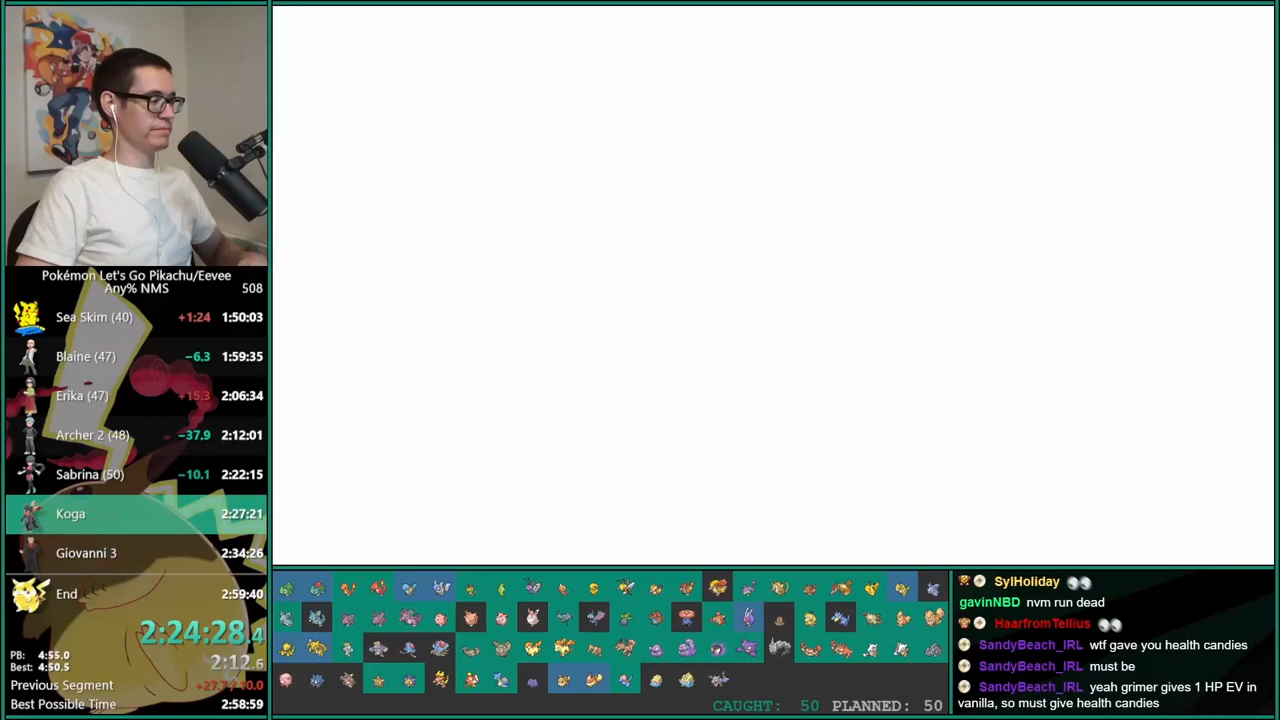 Pokémon Let's Go Pikachu/Eevee
Any% NMS 508
Sea Skim (40) +1:24 1:50:03
Blaine (47) −6.3 1:59:35
Erika (47) +15.3 2:06:34
Archer 2 (48) −37.9 2:12:01
Sabrina (50) −10.1 2:22:15
Koga 2:27:21
Giovanni 3 2:34:26
End 2:59:40
2:24:28.4
PB: 4:55.0
Best: 4:50.5
2:12.6
Previous Segment
Best Possible Time 2:58:59
CAUGHT: 50 PLANNED: 50
SylHoliday
gavinNBD nvm run dead
HaarfromTellius
SandyBeach_IRL wtf gave you health candies
SandyBeach_IRL must be
SandyBeach_IRL yeah grimer gives 1 HP EV in
vanilla, so must give health candies